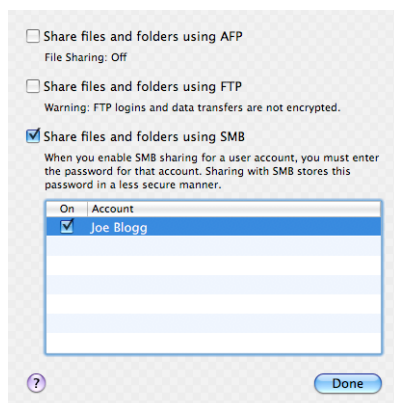 Share files and folders using AFP
File Sharing: Off
Share files and folders using FTP
Warning: FTP logins and data transfers are not encrypted.
Share files and folders using SMB
When you enable SMB sharing for a user account, you must enter
the password for that account. Sharing with SMB stores this
password in a less secure manner.
On Account
Joe Blogg
? Done